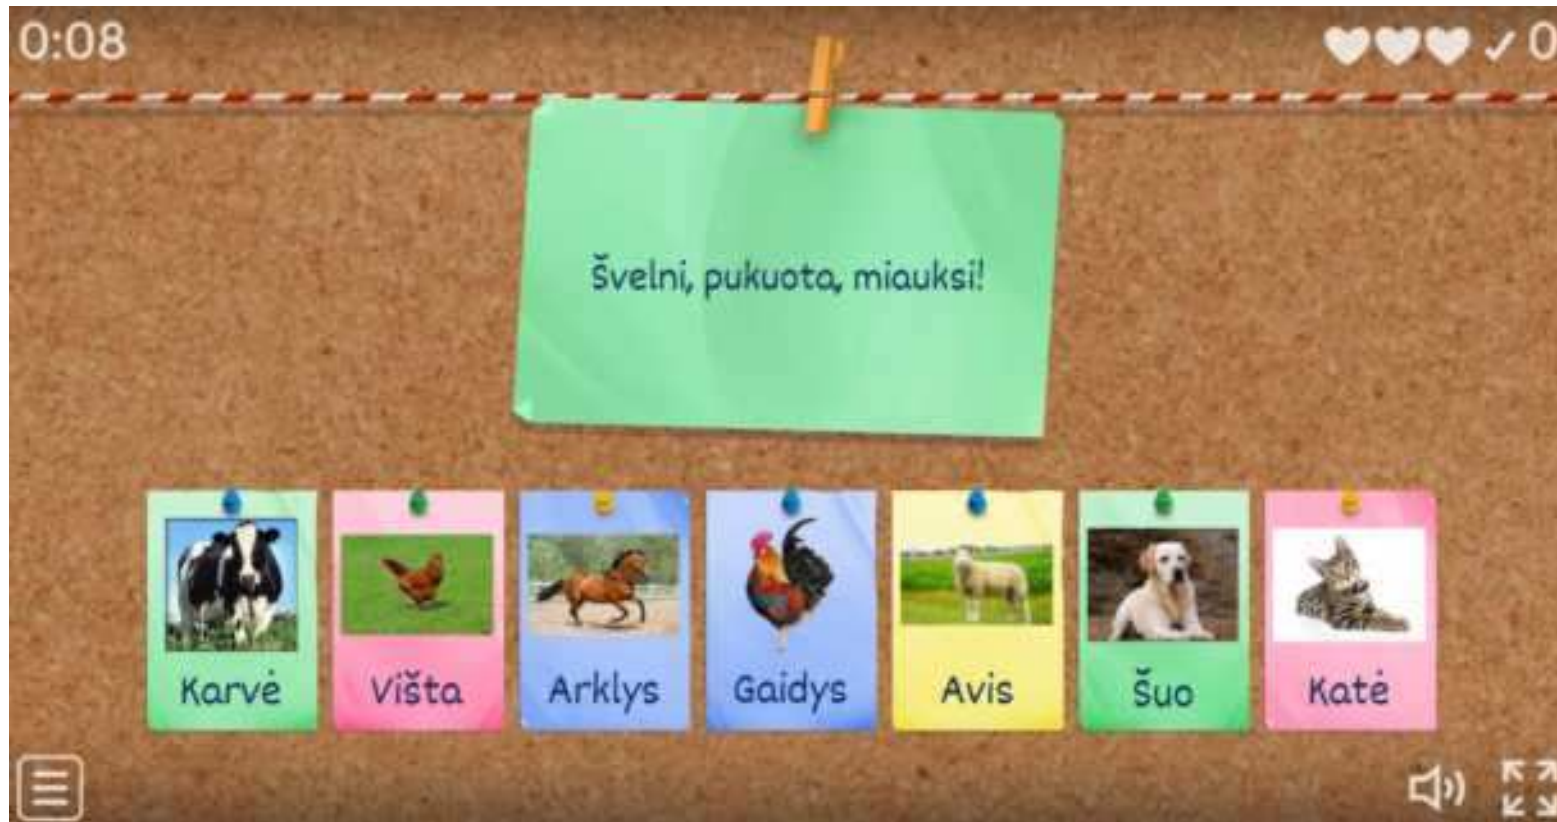 0:08
0
Švelni, pukuota, miauksi!
Karvė
Višta
Arklys
Gaidys
Avis
Šuo
Katė